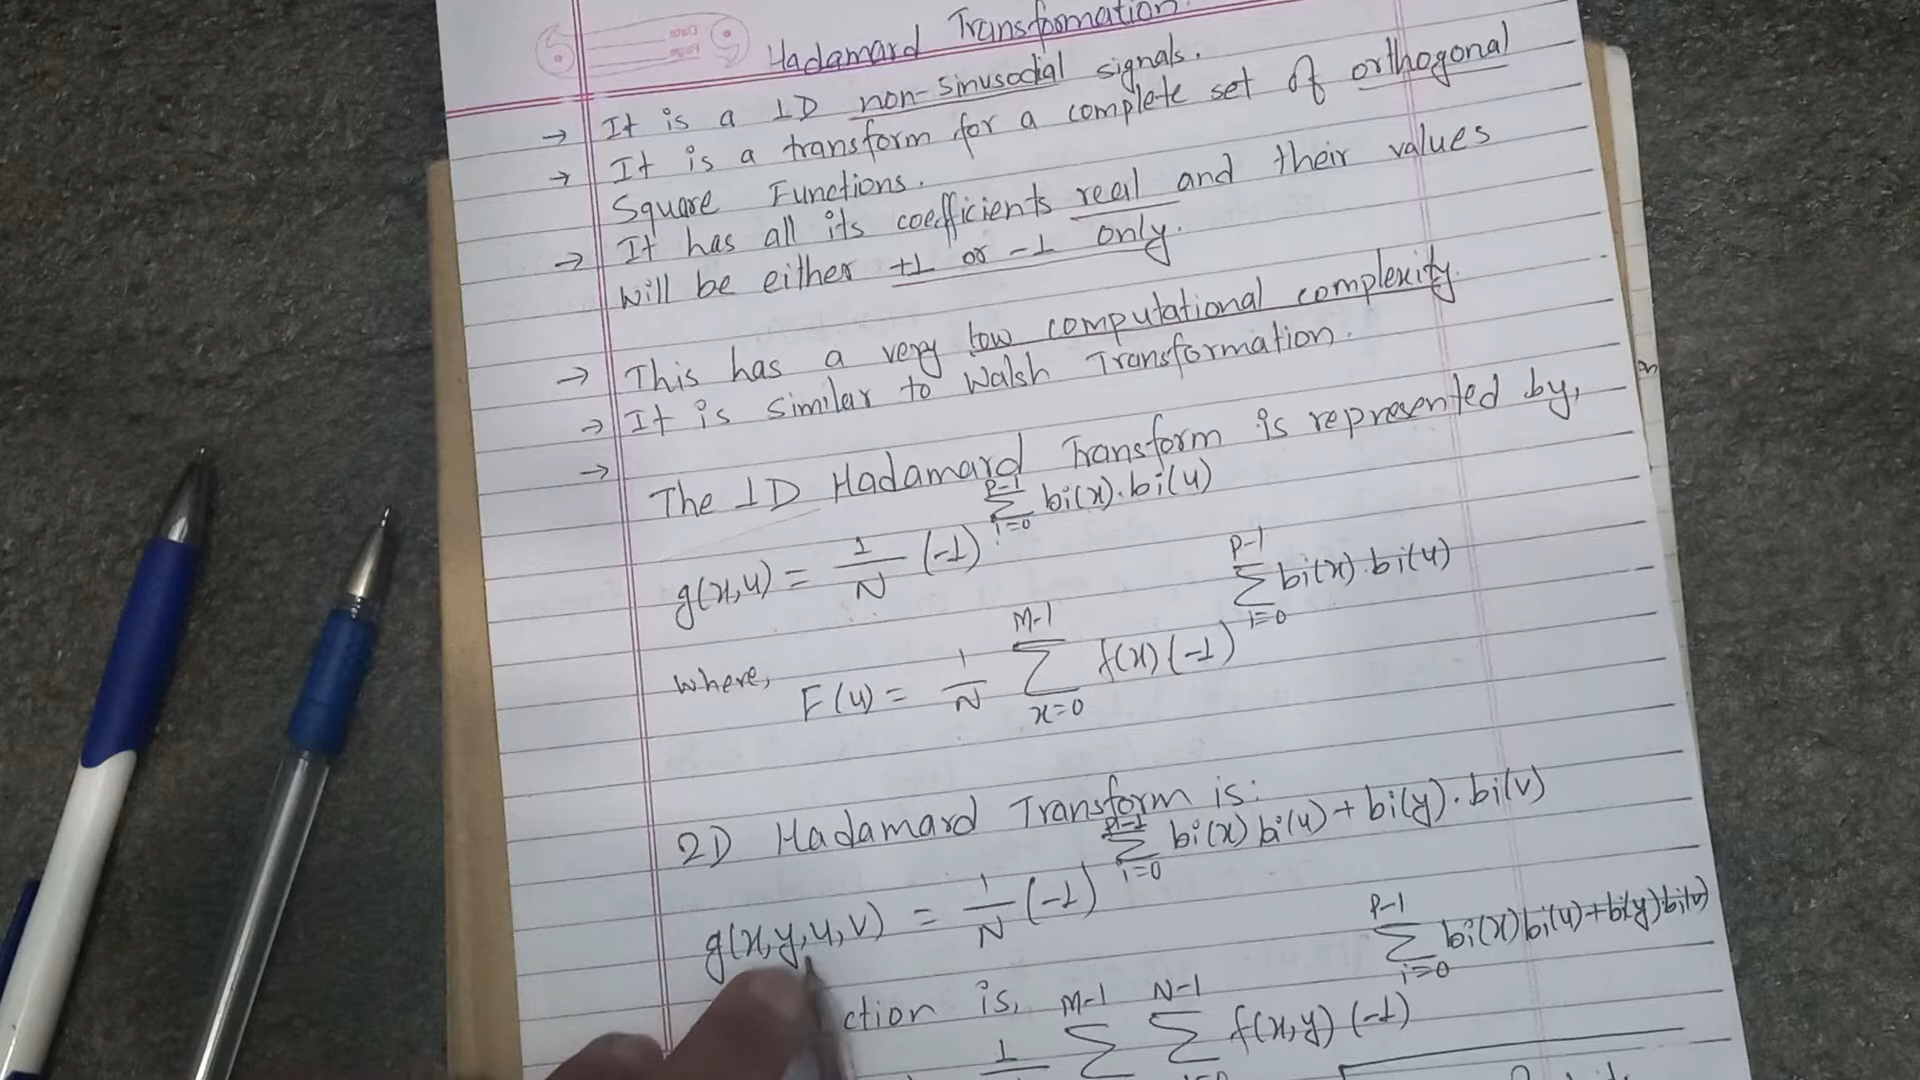 Hadamard Transformation.
→ It is a 1D non-sinusodial signals.
→ It is a transform for a complete set of orthogonal
Square Functions.
→ It has all its coefficients real and their values
will be either +1 or -1 only.
→ This has a very low computational complexity.
→ It is similar to Walsh Transformation.
→
The 1D Hadamard Transform is represented by,
g(x,u) = 1/N (-1)^{∑_{i=0}^{p-1} bi(x).bi(u)}
where, F(u) = 1/N ∑_{x=0}^{M-1} f(x) (-1)^{∑_{i=0}^{p-1} bi(x).bi(u)}
2D Hadamard Transform is:
g(x,y,u,v) = 1/N (-1)^{∑_{i=0}^{p-1} bi(x) bi(u) + bi(y).bi(v)}
ction is,
1 ∑^{M-1} ∑^{N-1} f(x,y) (-1)^{∑_{i=0}^{p-1} bi(x) bi(u) + bi(y) bi(v)}